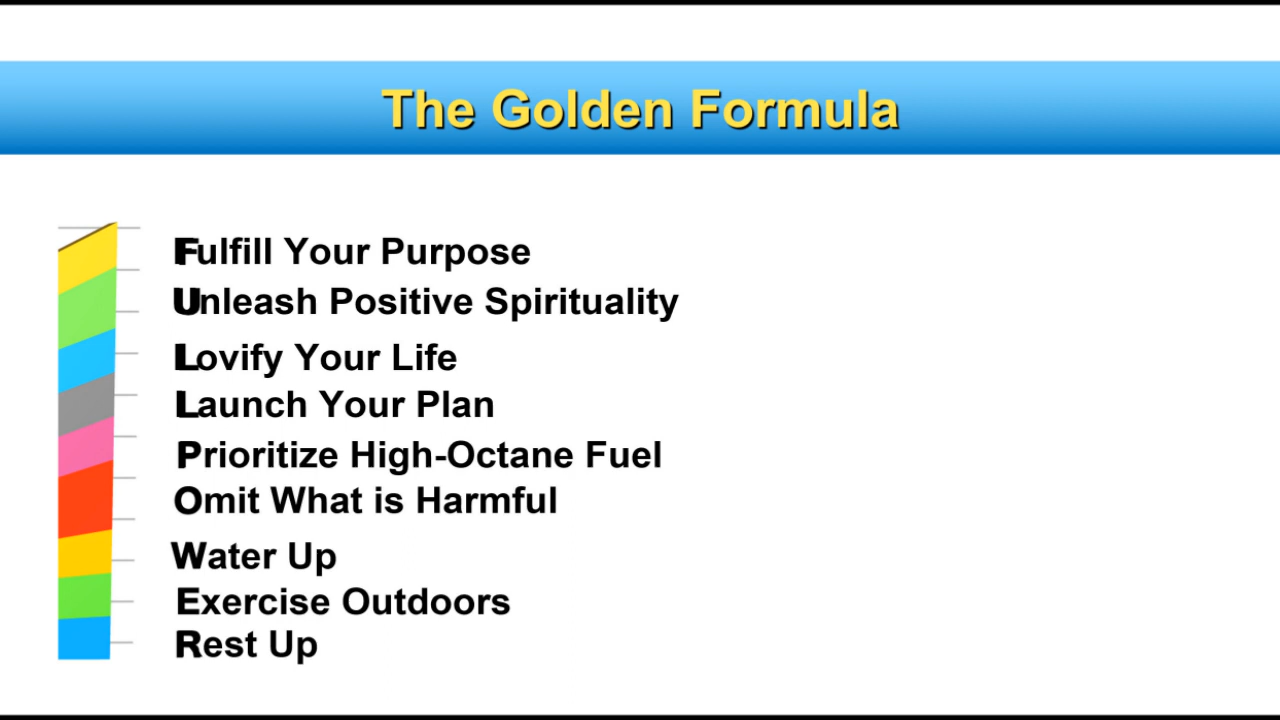 The Golden Formula
Fulfill Your Purpose
Unleash Positive Spirituality
Lovify Your Life
Launch Your Plan
Prioritize High-Octane Fuel
Omit What is Harmful
Water Up
Exercise Outdoors
Rest Up